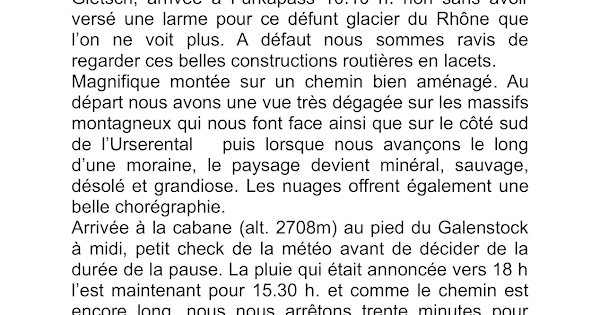 Gletsch, arrivée à Furkapass 10.10 h. non sans avoir
versé une larme pour ce défunt glacier du Rhône que
l'on ne voit plus. A défaut nous sommes ravis de
regarder ces belles constructions routières en lacets.
Magnifique montée sur un chemin bien aménagé. Au
départ nous avons une vue très dégagée sur les massifs
montagneux qui nous font face ainsi que sur le côté sud
de l'Urserental puis lorsque nous avançons le long
d'une moraine, le paysage devient minéral, sauvage,
désolé et grandiose. Les nuages offrent également une
belle chorégraphie.
Arrivée à la cabane (alt. 2708m) au pied du Galenstock
à midi, petit check de la météo avant de décider de la
durée de la pause. La pluie qui était annoncée vers 18 h
l'est maintenant pour 15.30 h. et comme le chemin est
encore long, nous nous arrêtons trente minutes pour